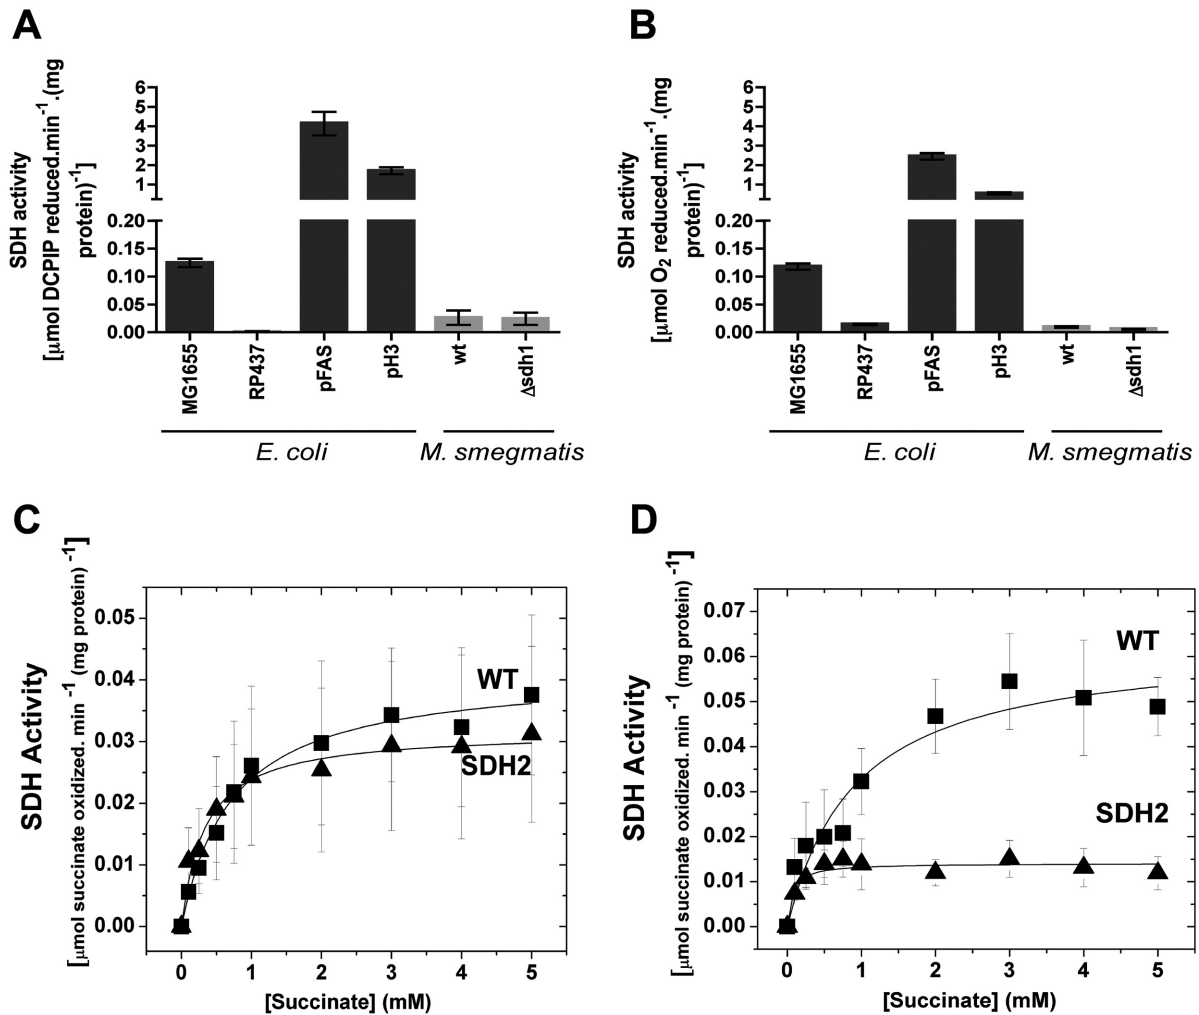 A
SDH activity
[μmol DCPIP reduced.min-1.(mg
protein)-1]
6
5
4
3
2
1
0.20
0.15
0.10
0.05
0.00
MG1655
RP437
pFAS
pH3
wt
Δsdh1
E. coli
M. smegmatis
B
SDH activity
[μmol O2 reduced.min-1.(mg
protein)-1]
6
5
4
3
2
1
0.20
0.15
0.10
0.05
0.00
MG1655
RP437
pFAS
pH3
wt
Δsdh1
E. coli
M. smegmatis
C
SDH Activity
[μmol succinate oxidized. min -1 (mg protein) -1]
0.05
0.04
0.03
0.02
0.01
0.00
WT
SDH2
0 1 2 3 4 5
[Succinate] (mM)
D
SDH Activity
[μmol succinate oxidized. min -1 (mg protein) -1]
0.07
0.06
0.05
0.04
0.03
0.02
0.01
0.00
WT
SDH2
0 1 2 3 4 5
[Succinate] (mM)